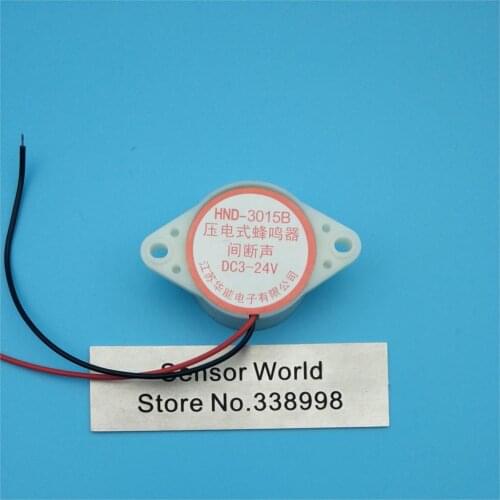 HND-3015B
压电式蜂鸣器
间断声
DC3-24V
江苏华能电子有限公司
Sensor World
Store No.338998